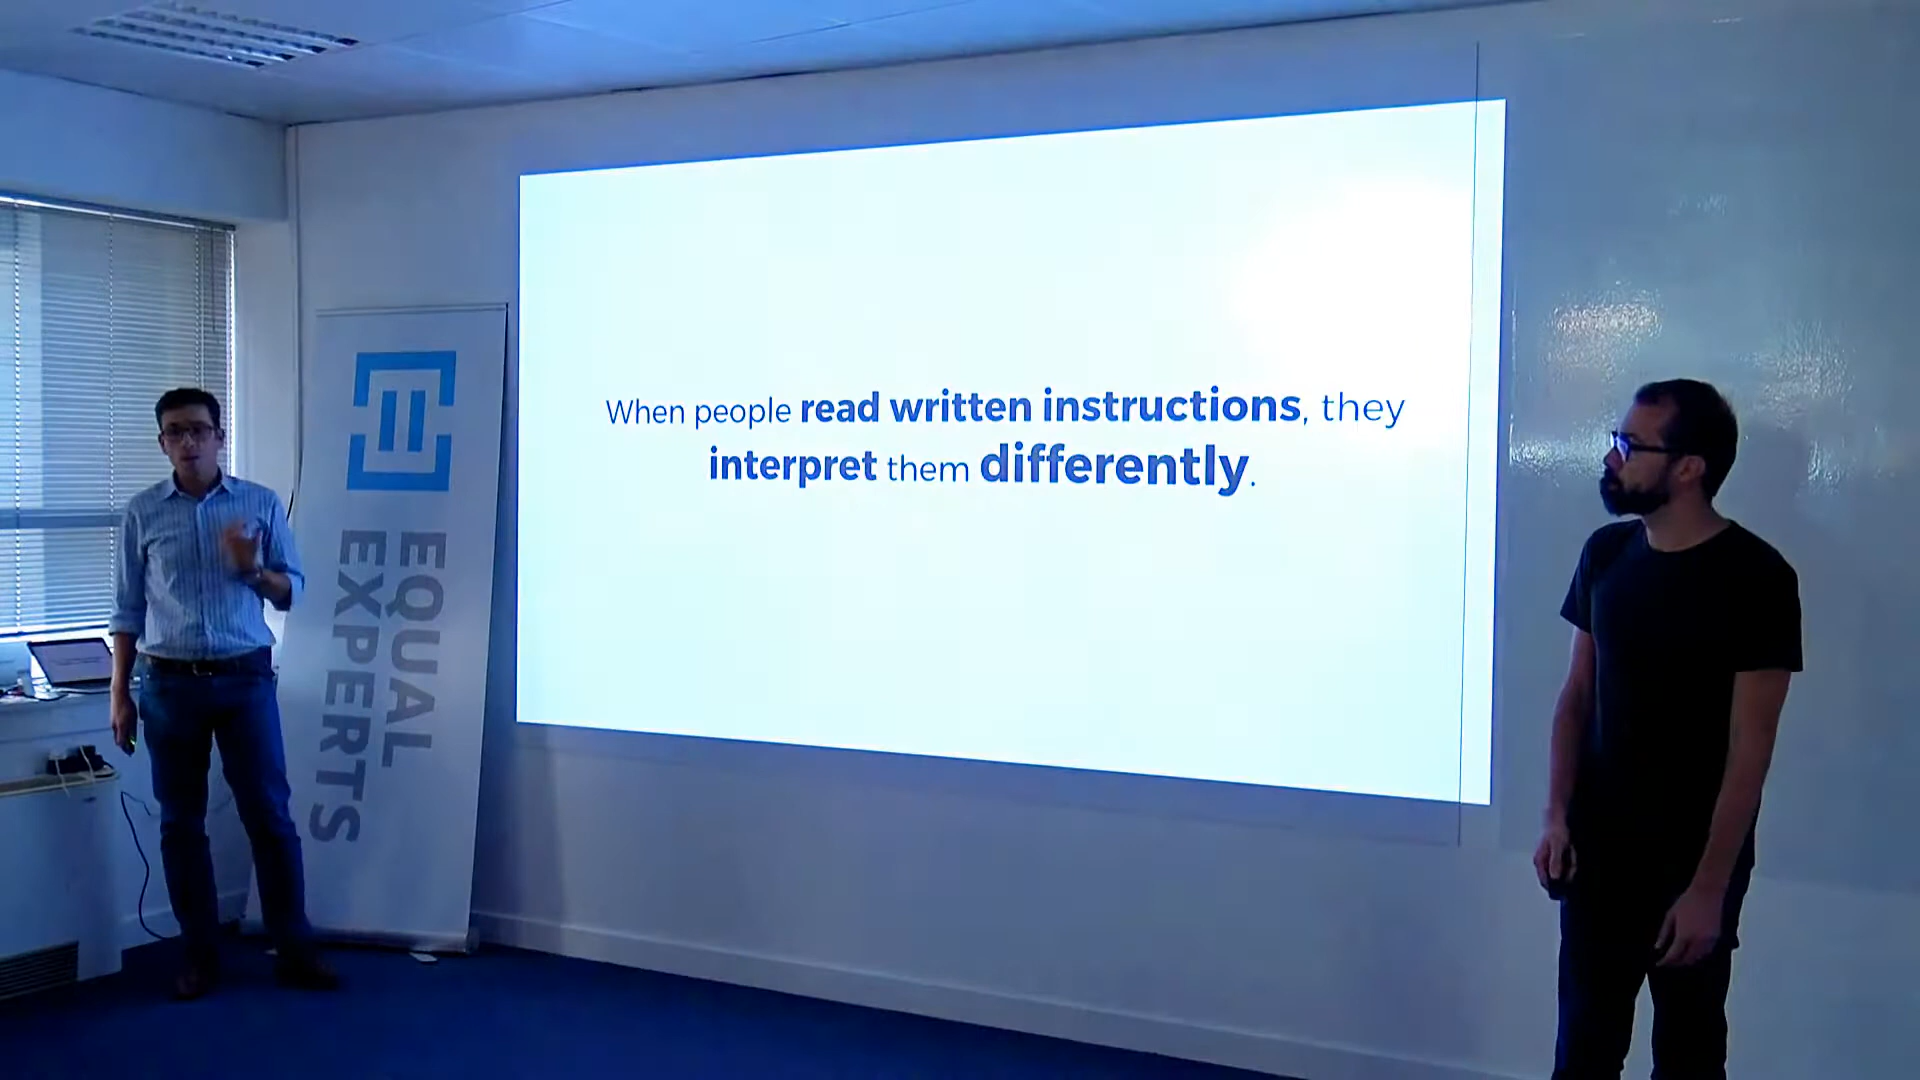 When people read written instructions, they
interpret them differently.
EQUAL
EXPERTS